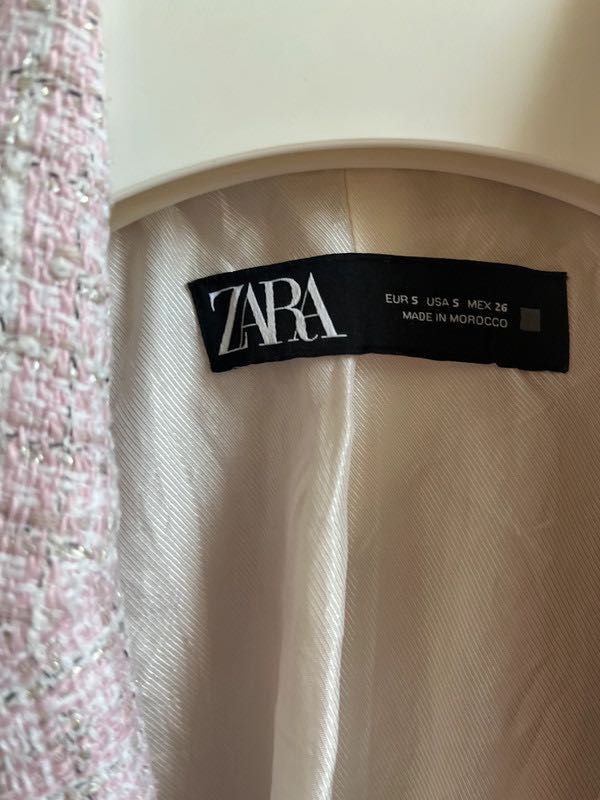 ZARA
EUR S USA S MEX 26
MADE IN MOROCCO